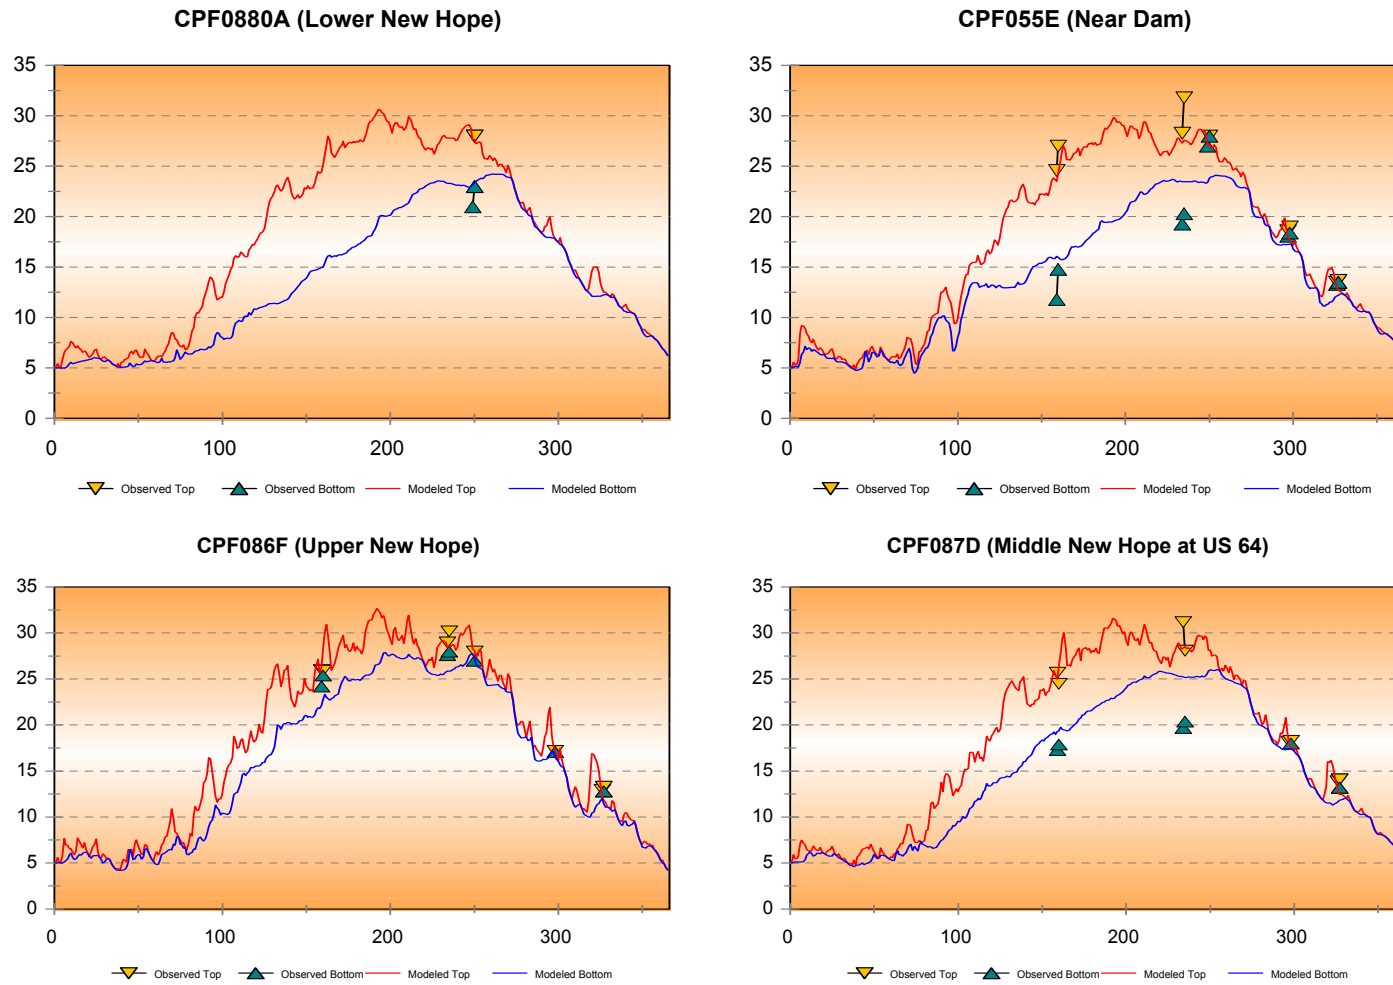 CPF0880A (Lower New Hope)
35
30
25
20
15
10
5
0
0 100 200 300
Observed Top Observed Bottom Modeled Top Modeled Bottom
CPF055E (Near Dam)
35
30
25
20
15
10
5
0
0 100 200 300
Observed Top Observed Bottom Modeled Top Modeled Bottom
CPF086F (Upper New Hope)
35
30
25
20
15
10
5
0
0 100 200 300
Observed Top Observed Bottom Modeled Top Modeled Bottom
CPF087D (Middle New Hope at US 64)
35
30
25
20
15
10
5
0
0 100 200 300
Observed Top Observed Bottom Modeled Top Modeled Bottom